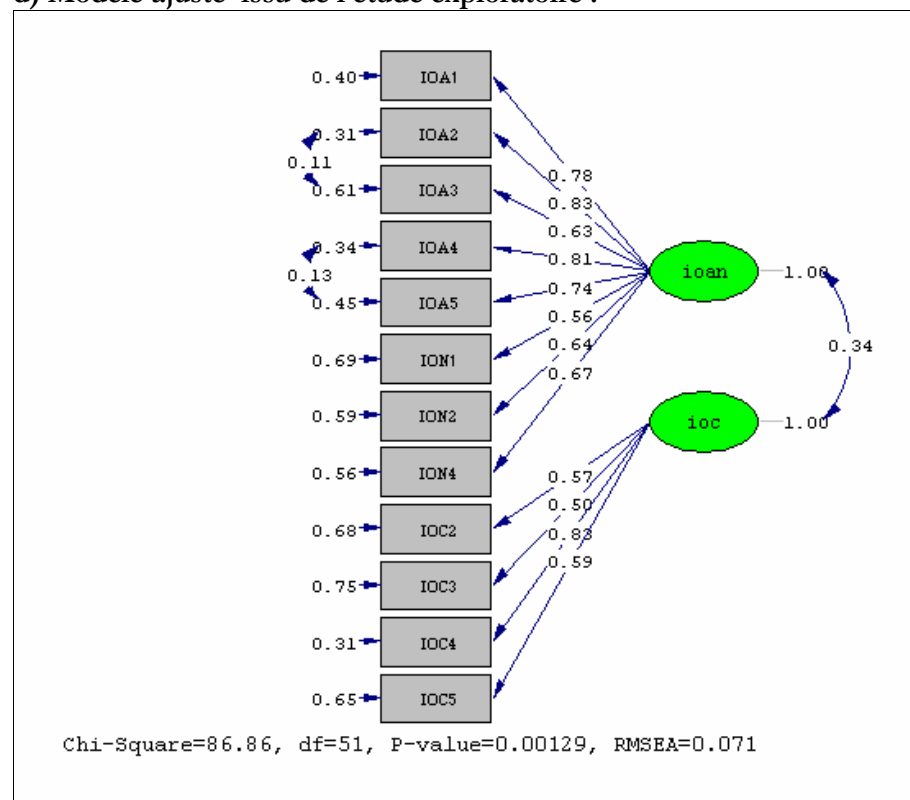 d) Modèle ajusté issu de l'étude exploratoire :
0.40 IOA1
0.31 IOA2
0.11
0.61 IOA3
0.34 IOA4
0.13
0.45 IOA5
0.69 ION1
0.59 ION2
0.56 ION4
0.68 IOC2
0.75 IOC3
0.31 IOC4
0.65 IOC5
0.78
0.83
0.63
0.81
0.74
0.56
0.64
0.67
ioan 1.00
0.34
ioc 1.00
0.57
0.50
0.83
0.59
Chi-Square=86.86, df=51, P-value=0.00129, RMSEA=0.071